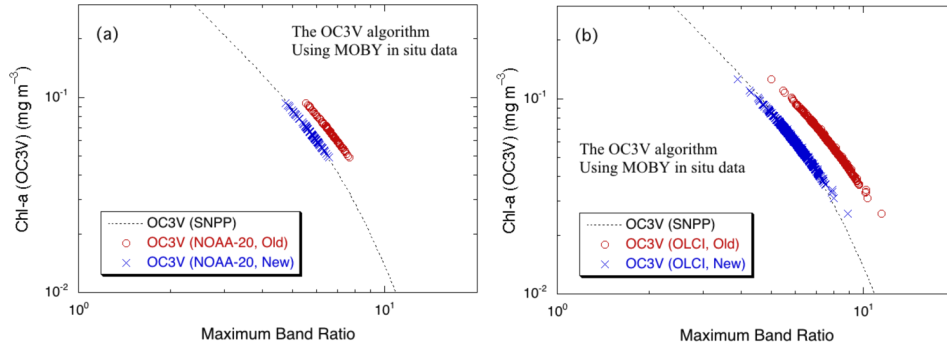 (a)
The OC3V algorithm
Using MOBY in situ data
Chl-a (OC3V) (mg m⁻³)
10⁻¹
10⁻²
OC3V (SNPP)
OC3V (NOAA-20, Old)
OC3V (NOAA-20, New)
10⁰
10¹
Maximum Band Ratio
(b)
The OC3V algorithm
Using MOBY in situ data
Chl-a (OC3V) (mg m⁻³)
10⁻¹
10⁻²
OC3V (SNPP)
OC3V (OLCI, Old)
OC3V (OLCI, New)
10⁰
10¹
Maximum Band Ratio